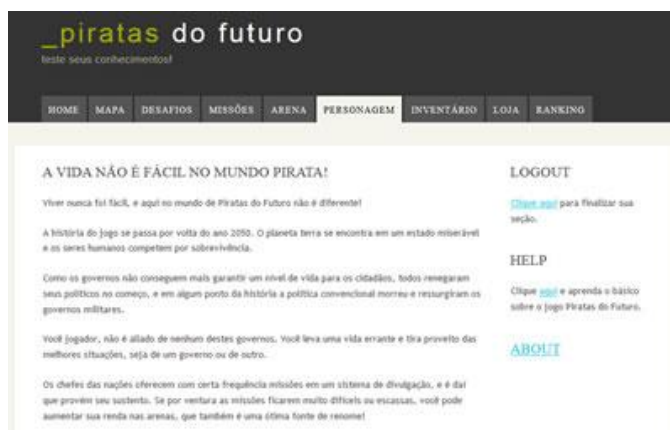 _piratas do futuro
teste seus conhecimentos!
HOME MAPA DESAFIOS MISSÕES ARENA PERSONAGEM INVENTÁRIO LOJA RANKING
A VIDA NÃO É FÁCIL NO MUNDO PIRATA!
Viver nunca foi fácil, e aqui no mundo de Piratas do Futuro não é diferente!
A história do jogo se passa por volta do ano 2050. O planeta terra se encontra em um estado miserável
e os seres humanos competem por sobrevivência.
Como os governos não conseguem mais garantir um nível de vida para os cidadãos, todos renegaram
seus políticos no começo, e em algum ponto da história a política convencional morreu e ressurgiram os
governos militares.
Você jogador, não é aliado de nenhum destes governos. Você leva uma vida errante e tira proveito das
melhores situações, seja de um governo ou de outro.
Os chefes das nações oferecem com certa frequência missões em um sistema de divulgação, e é daí
que provém seu sustento. Se por ventura as missões ficarem muito difíceis ou escassas, você pode
aumentar sua renda nas arenas, que também é uma ótima fonte de renome!
LOGOUT
Clique aqui para finalizar sua
seção.
HELP
Clique aqui e aprenda o básico
sobre o jogo Piratas do Futuro.
ABOUT